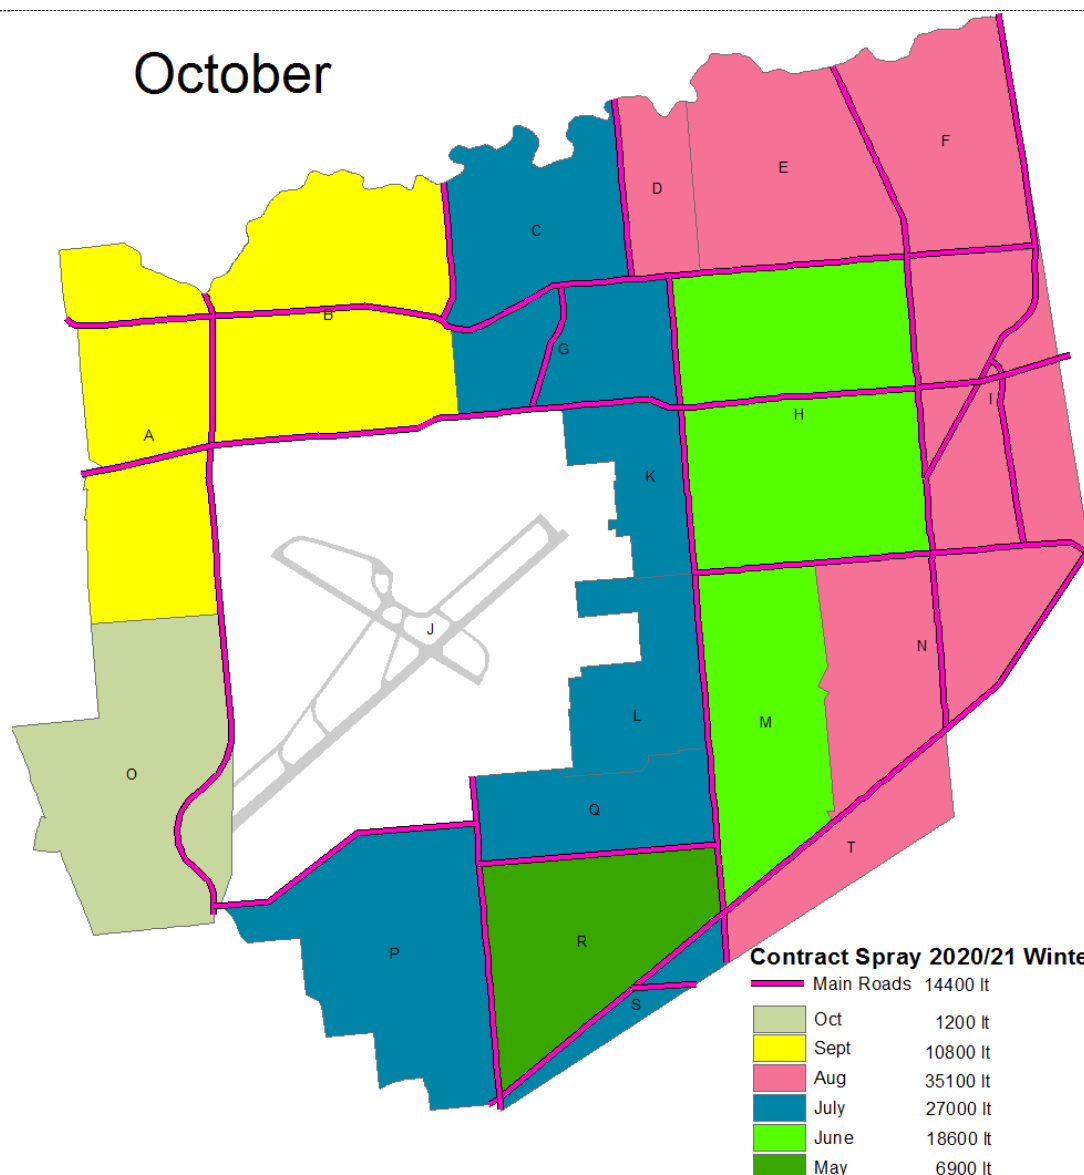 October
F
E
D
C
B
G
I
H
A
K
J
N
L
M
O
Q
T
R
P
S
Contract Spray 2020/21 Winte
Main Roads 14400 lt
Oct 1200 lt
Sept 10800 lt
Aug 35100 lt
July 27000 lt
June 18600 lt
May 6900 lt